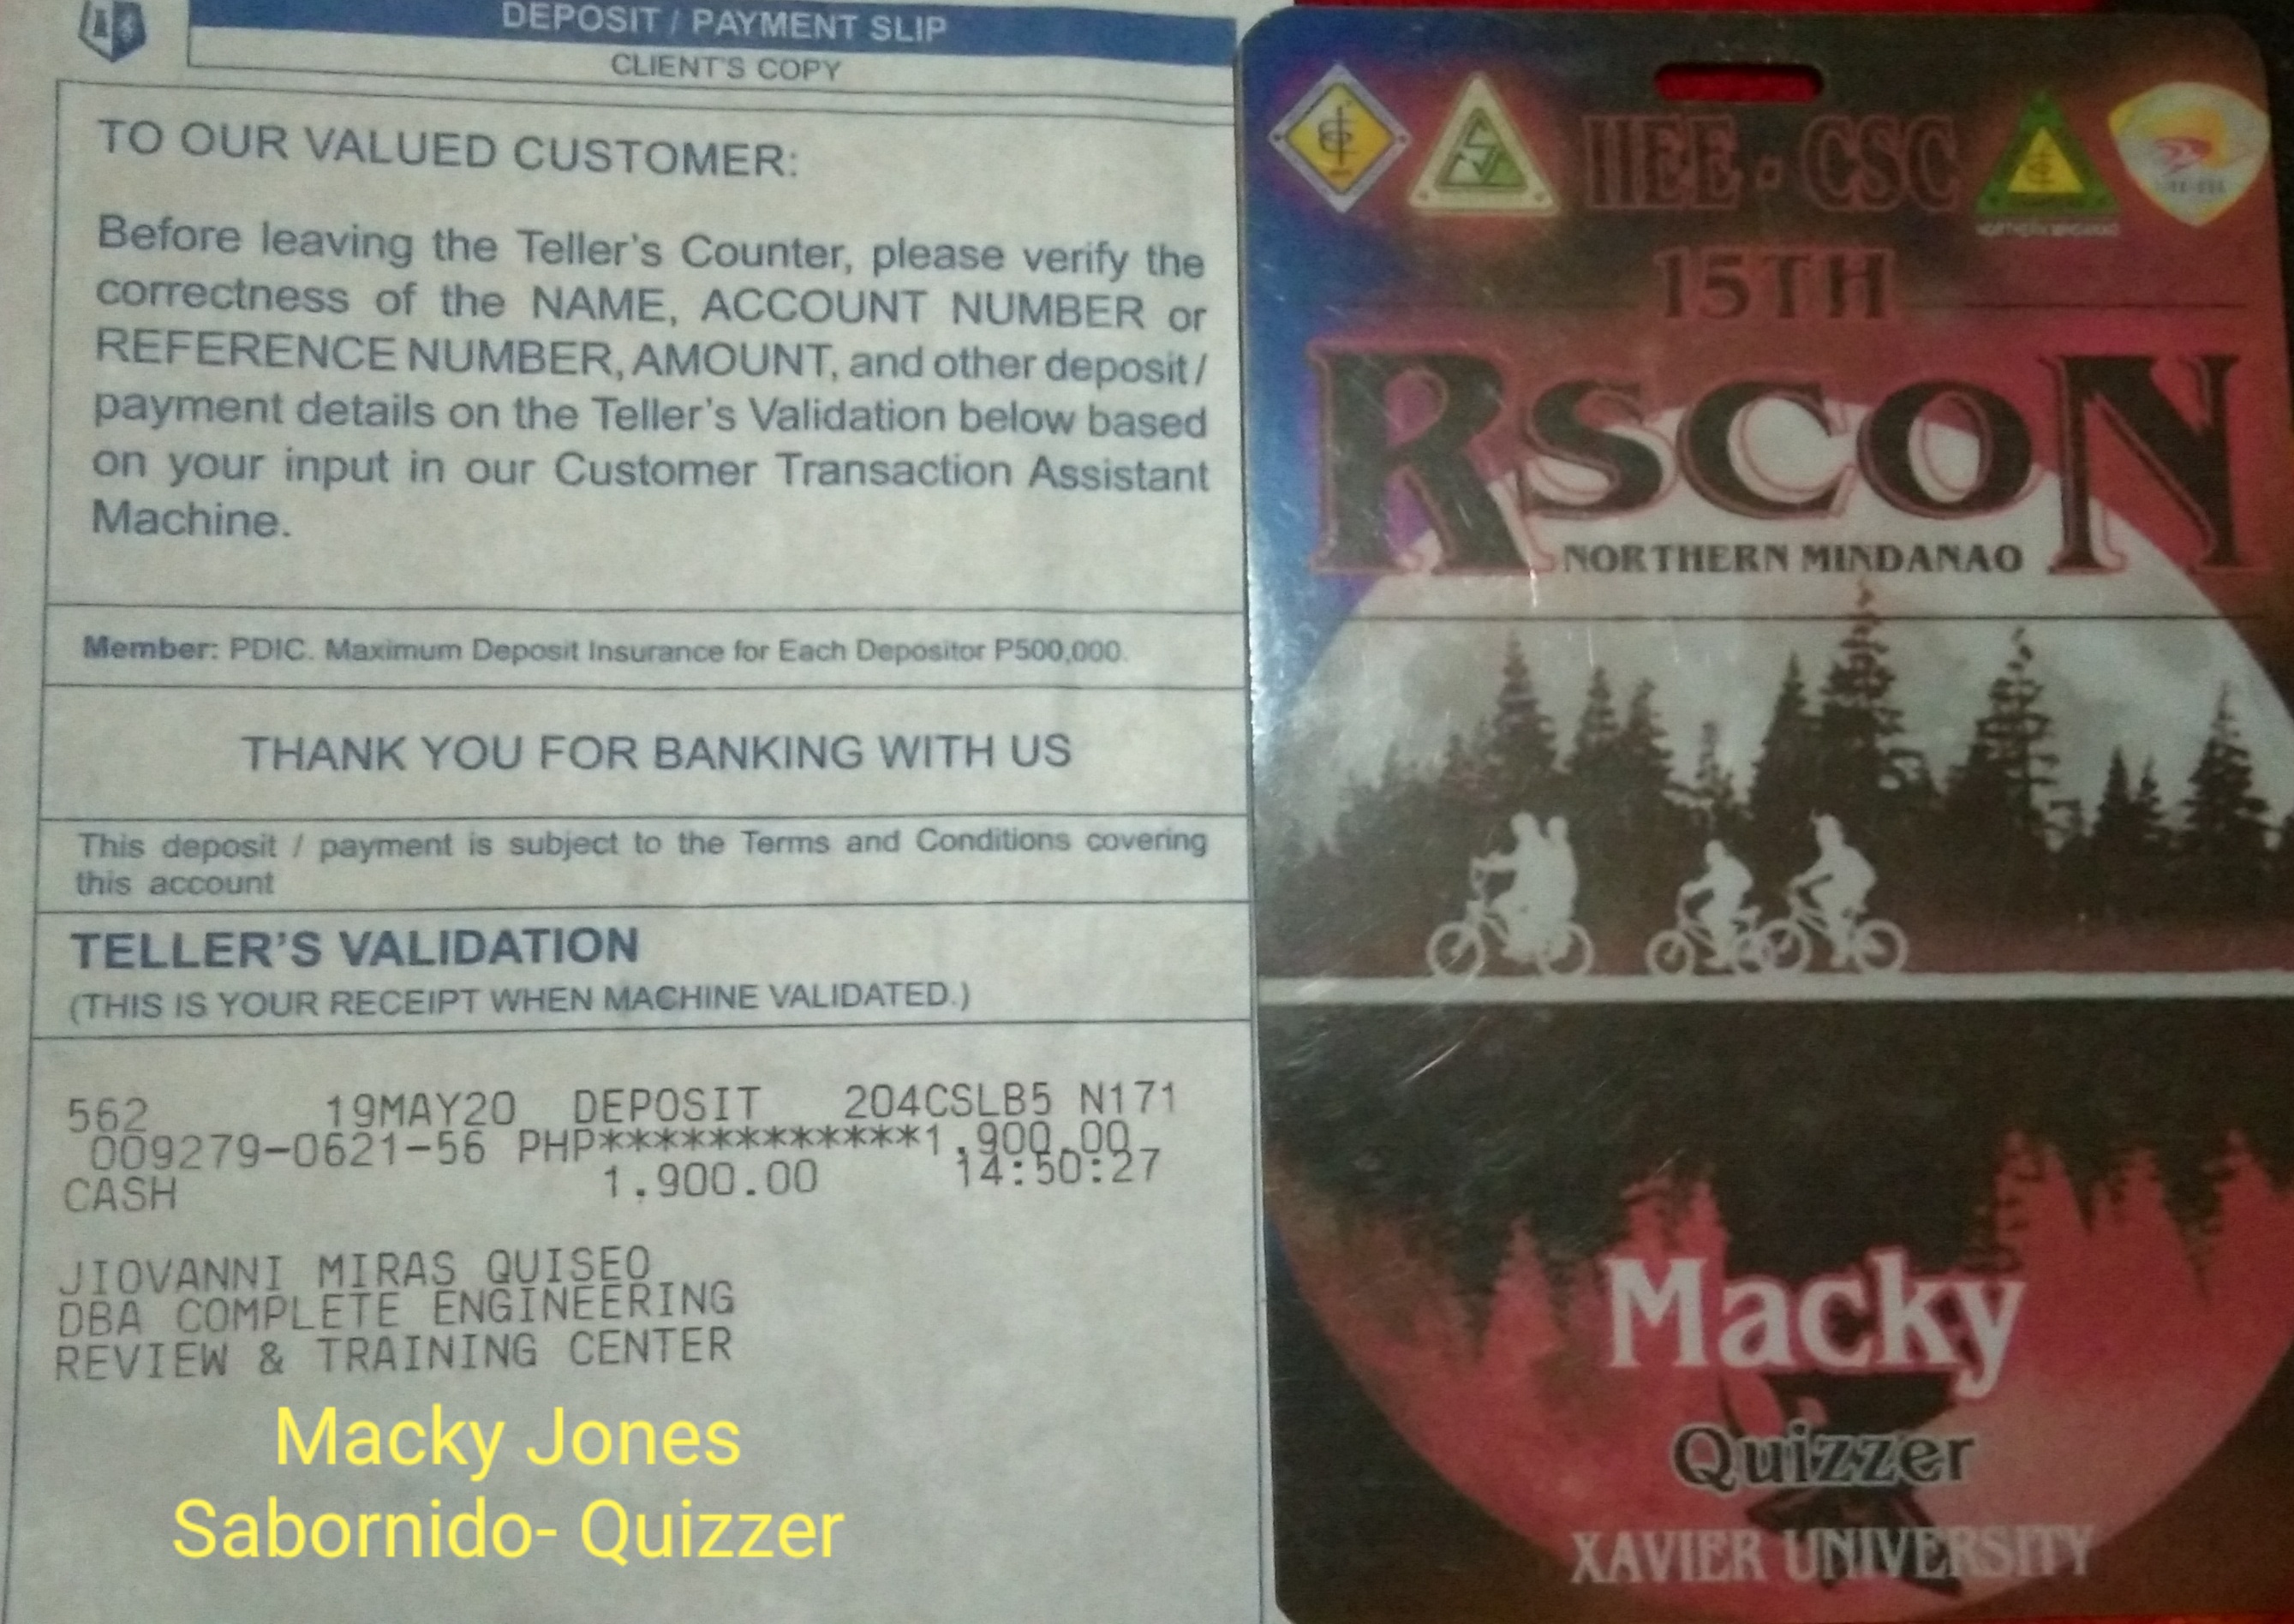 DEPOSIT / PAYMENT SLIP
CLIENT'S COPY
TO OUR VALUED CUSTOMER:
Before leaving the Teller's Counter, please verify the
correctness of the NAME, ACCOUNT NUMBER or
REFERENCE NUMBER, AMOUNT, and other deposit /
payment details on the Teller's Validation below based
on your input in our Customer Transaction Assistant
Machine.
Member: PDIC. Maximum Deposit Insurance for Each Depositor P500,000.
THANK YOU FOR BANKING WITH US
This deposit / payment is subject to the Terms and Conditions covering
this account
TELLER'S VALIDATION
(THIS IS YOUR RECEIPT WHEN MACHINE VALIDATED.)
562 19MAY20 DEPOSIT 204CSLB5 N171
009279-0621-56 PHP************1,900.00
CASH 1,900.00 14:50:27
JIOVANNI MIRAS QUISEO
DBA COMPLETE ENGINEERING
REVIEW & TRAINING CENTER
Macky Jones
Sabornido- Quizzer
IIEE - CSC
NORTHERN MINDANAO
15TH
RSCON
NORTHERN MINDANAO
Macky
Quizzer
XAVIER UNIVERSITY